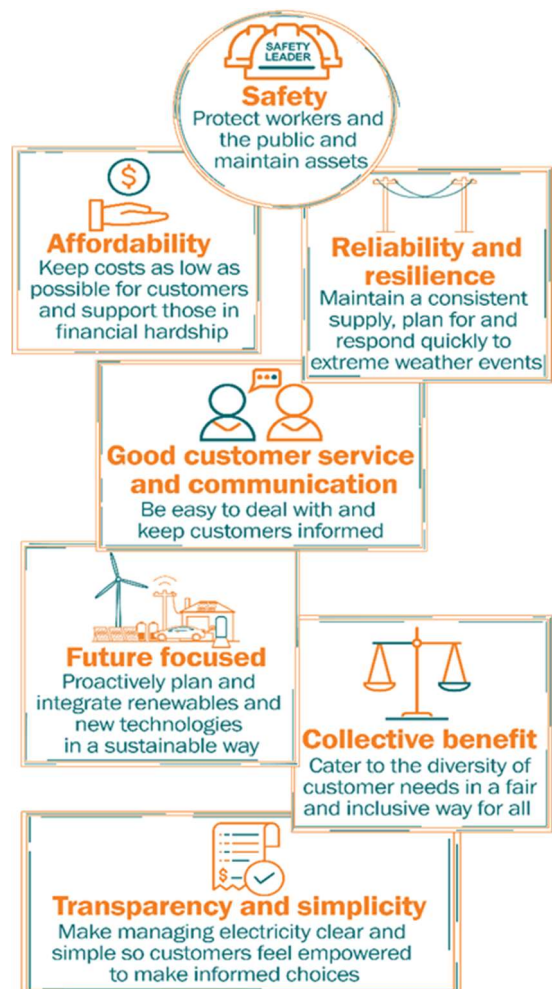 SAFETY
LEADER
Safety
Protect workers and
the public and
maintain assets
$
Affordability
Keep costs as low as
possible for customers
and support those in
financial hardship
Reliability and
resilience
Maintain a consistent
supply, plan for and
respond quickly to
extreme weather events
Good customer service
and communication
Be easy to deal with and
keep customers informed
Future focused
Proactively plan and
integrate renewables and
new technologies
in a sustainable way
Collective benefit
Cater to the diversity of
customer needs in a fair
and inclusive way for all
$
Transparency and simplicity
Make managing electricity clear and
simple so customers feel empowered
to make informed choices